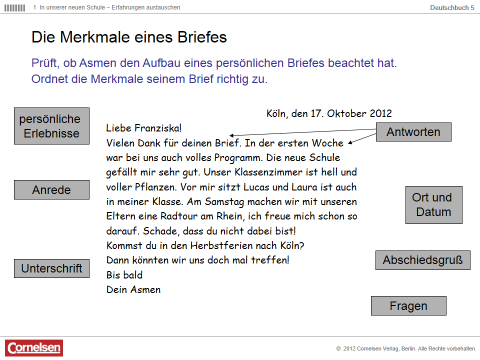 1 In unserer neuen Schule – Erfahrungen austauschen
Deutschbuch 5
Die Merkmale eines Briefes
Prüft, ob Asmen den Aufbau eines persönlichen Briefes beachtet hat.
Ordnet die Merkmale seinem Brief richtig zu.
persönliche
Erlebnisse
Anrede
Unterschrift
Köln, den 17. Oktober 2012
Liebe Franziska!
Vielen Dank für deinen Brief. In der ersten Woche
war bei uns auch volles Programm. Die neue Schule
gefällt mir sehr gut. Unser Klassenzimmer ist hell und
voller Pflanzen. Vor mir sitzt Lucas und Laura ist auch
in meiner Klasse. Am Samstag machen wir mit unseren
Eltern eine Radtour am Rhein, ich freue mich schon so
darauf. Schade, dass du nicht dabei bist!
Kommst du in den Herbstferien nach Köln?
Dann könnten wir uns doch mal treffen!
Bis bald
Dein Asmen
Antworten
Ort und
Datum
Abschiedsgruß
Fragen
Cornelsen
© 2012 Cornelsen Verlag, Berlin. Alle Rechte vorbehalten.